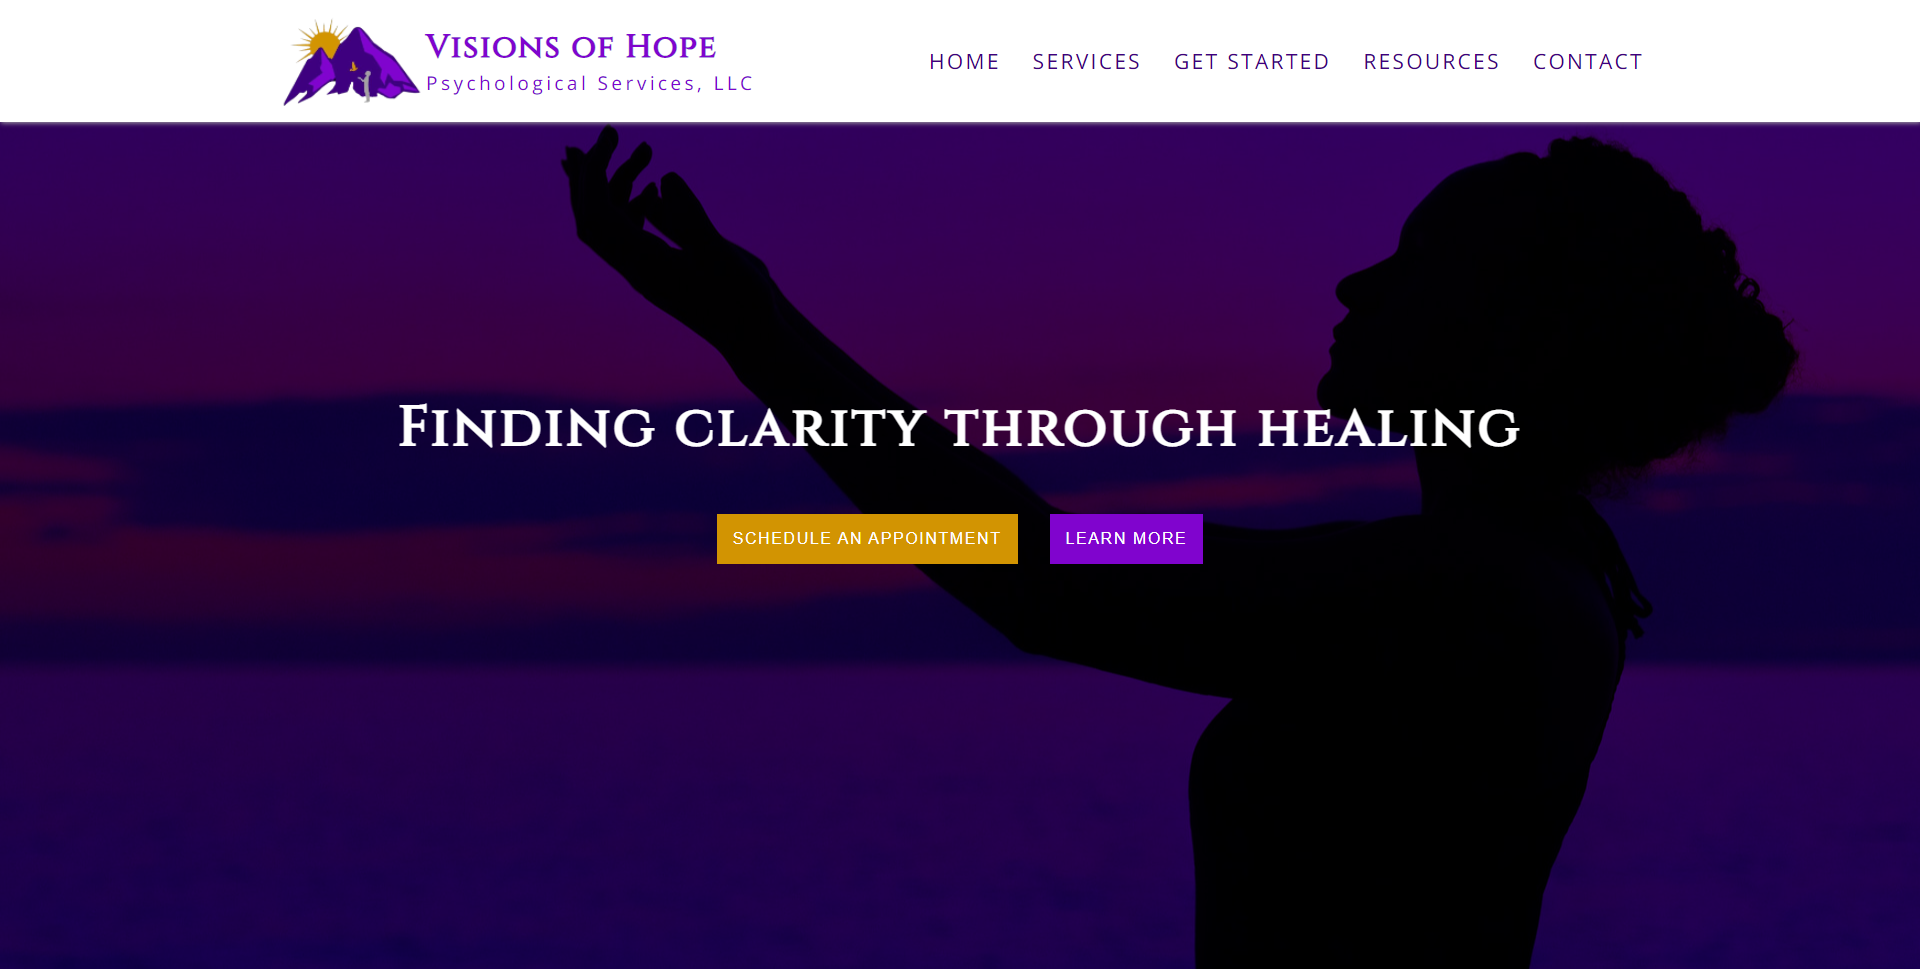 Visions of Hope
Psychological Services, LLC
HOME SERVICES GET STARTED RESOURCES CONTACT
Finding clarity through healing
SCHEDULE AN APPOINTMENT LEARN MORE